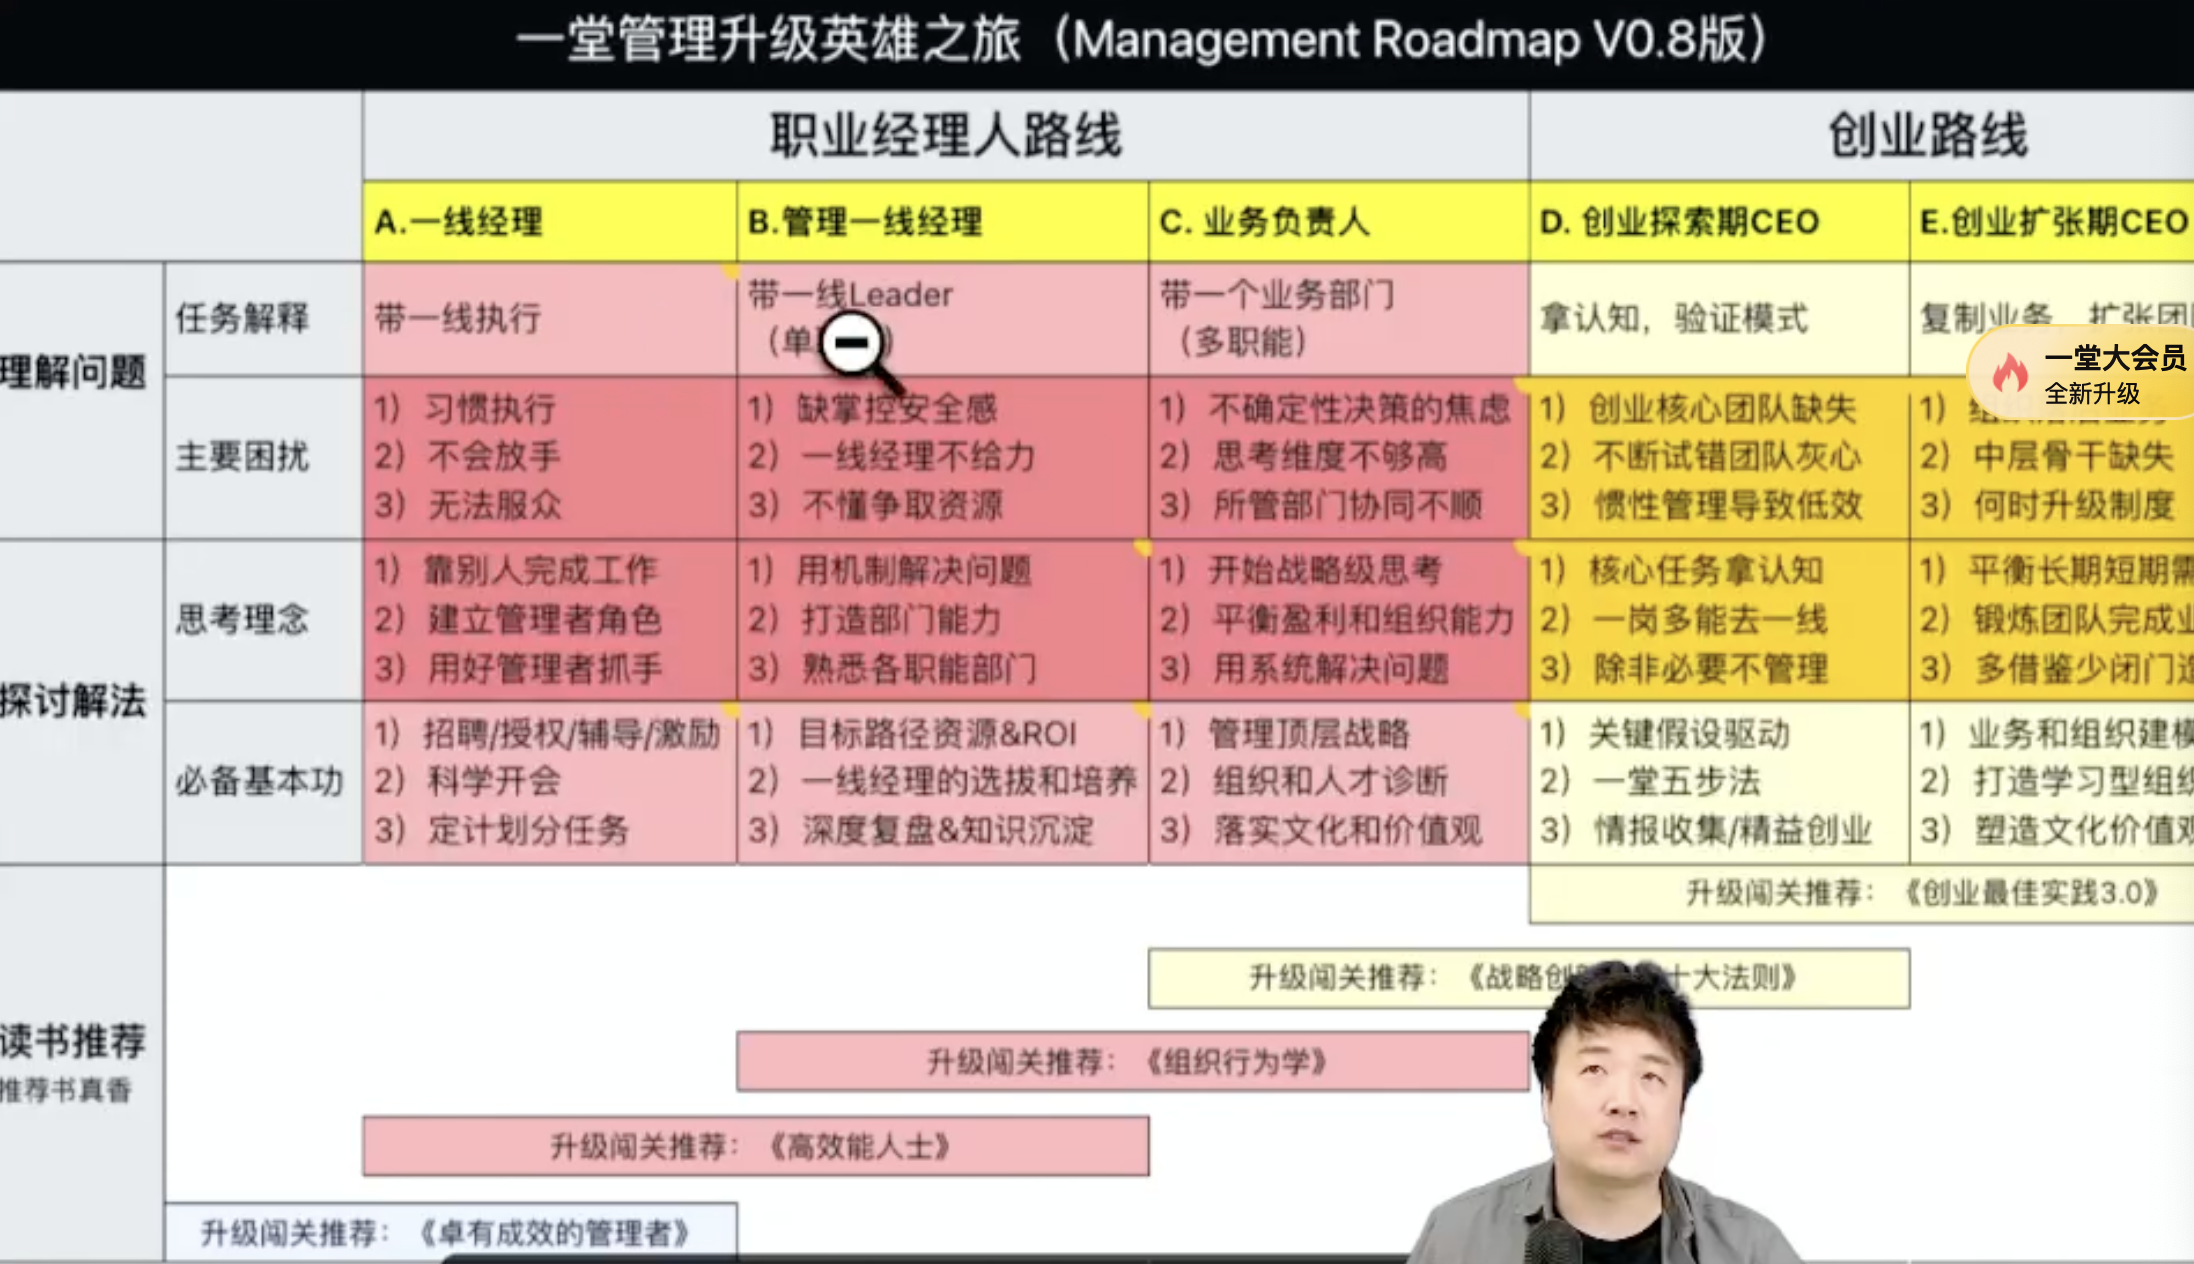 一堂管理升级英雄之旅（Management Roadmap V0.8版）
职业经理人路线
创业路线
A.一线经理
B.管理一线经理
C. 业务负责人
D. 创业探索期CEO
E.创业扩张期CEO
理解问题
任务解释
带一线执行
带一线Leader
（单
）
带一个业务部门
（多职能）
拿认知，验证模式
复制业务，扩张团
一堂大会员
全新升级
主要困扰
1）习惯执行
2）不会放手
3）无法服众
1）缺掌控安全感
2）一线经理不给力
3）不懂争取资源
1）不确定性决策的焦虑
2）思考维度不够高
3）所管部门协同不顺
1）创业核心团队缺失
2）不断试错团队灰心
3）惯性管理导致低效
1）
2）中层骨干缺失
3）何时升级制度
探讨解法
思考理念
1）靠别人完成工作
2）建立管理者角色
3）用好管理者抓手
1）用机制解决问题
2）打造部门能力
3）熟悉各职能部门
1）开始战略级思考
2）平衡盈利和组织能力
3）用系统解决问题
1）核心任务拿认知
2）一岗多能去一线
3）除非必要不管理
1）平衡长期短期需
2）锻炼团队完成业
3）多借鉴少闭门造
必备基本功
1）招聘/授权/辅导/激励
2）科学开会
3）定计划分任务
1）目标路径资源&ROI
2）一线经理的选拔和培养
3）深度复盘&知识沉淀
1）管理顶层战略
2）组织和人才诊断
3）落实文化和价值观
1）关键假设驱动
2）一堂五步法
3）情报收集/精益创业
1）业务和组织建模
2）打造学习型组织
3）塑造文化价值观
读书推荐
推荐书真香
升级闯关推荐：《创业最佳实践3.0》
升级闯关推荐：《战略创
十大法则》
升级闯关推荐：《组织行为学》
升级闯关推荐：《高效能人士》
升级闯关推荐：《卓有成效的管理者》